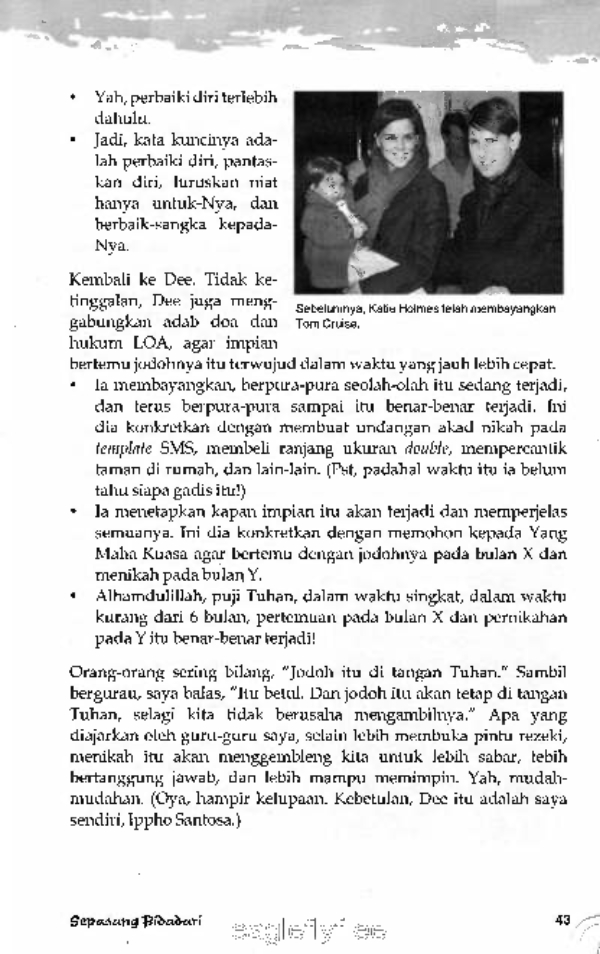 • Yah, perbaiki diri terlebih
dahulu.
• Jadi, kata kuncinya ada-
lah perbaiki diri, pantas-
kan diri, luruskan niat
hanya untuk-Nya, dan
berbaik-sangka kepada-
Nya.
Kembali ke Dee. Tidak ke-
tinggalan, Dee juga meng-
gabungkan adab doa dan
hukum LOA, agar impian
bertemu jodohnya itu terwujud dalam waktu yang jauh lebih cepat.
Sebelumnya, Katie Holmes telah membayangkan
Tom Cruise.
• Ia membayangkan, berpura-pura seolah-olah itu sedang terjadi,
dan terus berpura-pura sampai itu benar-benar terjadi. Ini
dia konkretkan dengan membuat undangan akad nikah pada
template SMS, membeli ranjang ukuran double, mempercantik
taman di rumah, dan lain-lain. (Pst, padahal waktu itu ia belum
tahu siapa gadis itu!)
• Ia menetapkan kapan impian itu akan terjadi dan memperjelas
semuanya. Ini dia konkretkan dengan memohon kepada Yang
Maha Kuasa agar bertemu dengan jodohnya pada bulan X dan
menikah pada bulan Y.
• Alhamdulillah, puji Tuhan, dalam waktu singkat, dalam waktu
kurang dari 6 bulan, pertemuan pada bulan X dan pernikahan
pada Y itu benar-benar terjadi!
Orang-orang sering bilang, "Jodoh itu di tangan Tuhan." Sambil
bergurau, saya balas, "Itu betul. Dan jodoh itu akan tetap di tangan
Tuhan, selagi kita tidak berusaha mengambilnya." Apa yang
diajarkan oleh guru-guru saya, selain lebih membuka pintu rezeki,
menikah itu akan menggembleng kita untuk lebih sabar, lebih
bertanggung jawab, dan lebih mampu memimpin. Yah, mudah-
mudahan. (Oya, hampir kelupaan. Kebetulan, Dee itu adalah saya
sendiri, Ippho Santosa.)
Sepasang Bidadari
43